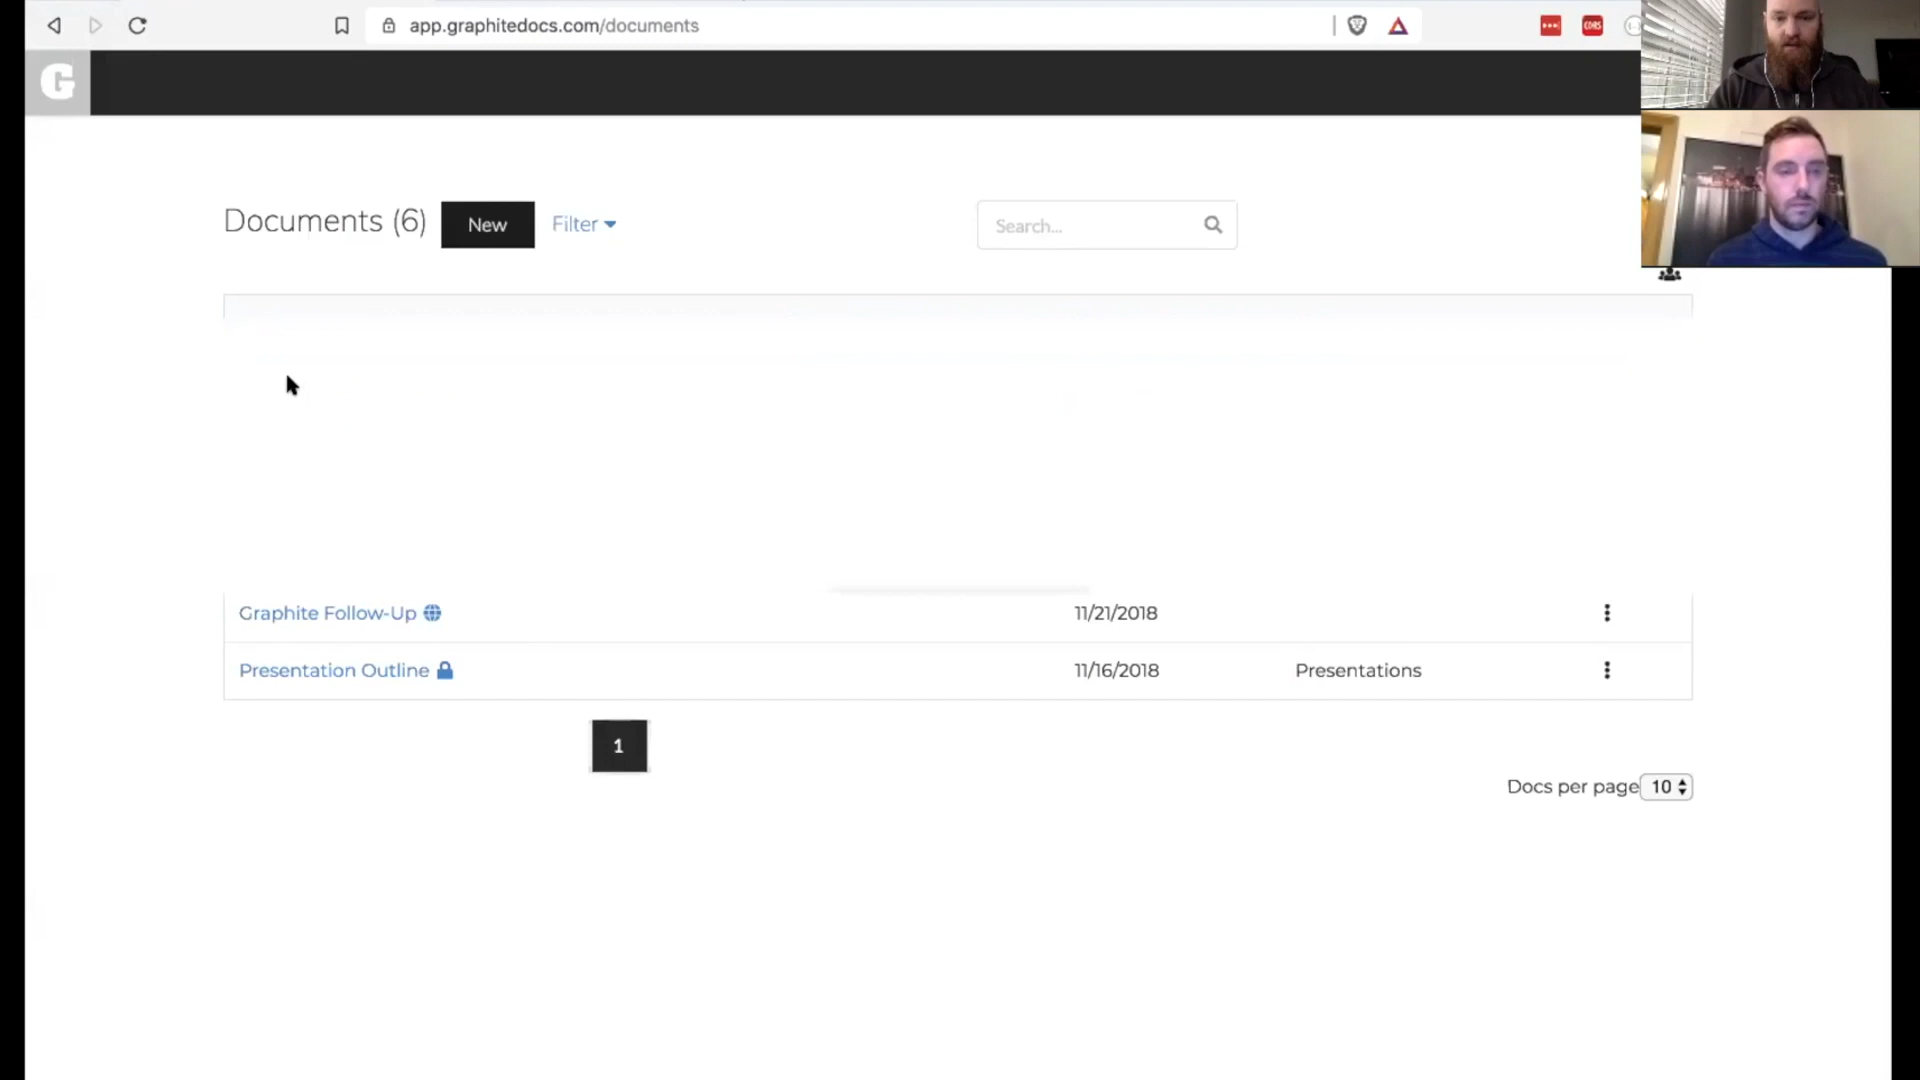 app.graphitedocs.com/documents
CORS
G
Documents (6)
New
Filter
Search...
Graphite Follow-Up 11/21/2018
Presentation Outline 11/16/2018 Presentations
1
Docs per page 10